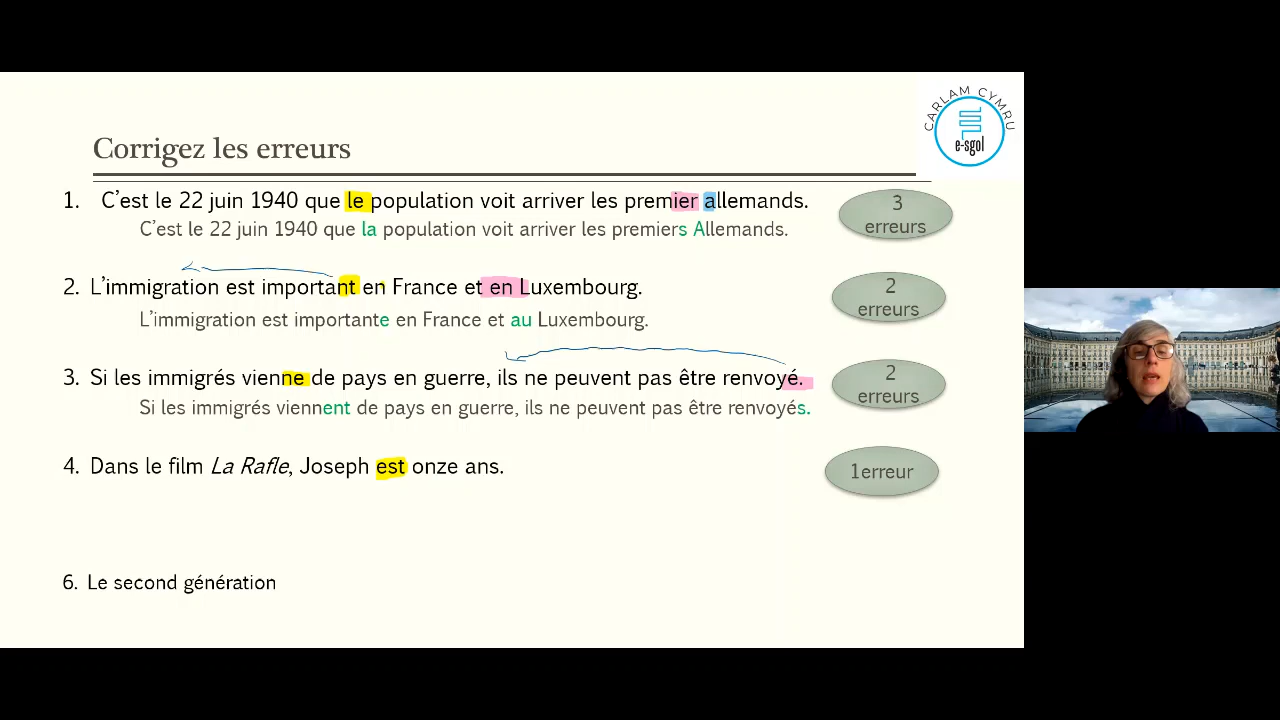 CARLAM CYMRU
e-sgol
Corrigez les erreurs
1. C'est le 22 juin 1940 que le population voit arriver les premier allemands.
3 erreurs
C'est le 22 juin 1940 que la population voit arriver les premiers Allemands.
2. L'immigration est important en France et en Luxembourg.
2 erreurs
L'immigration est importante en France et au Luxembourg.
3. Si les immigrés vienne de pays en guerre, ils ne peuvent pas être renvoyé.
2 erreurs
Si les immigrés viennent de pays en guerre, ils ne peuvent pas être renvoyés.
4. Dans le film La Rafle, Joseph est onze ans.
1erreur
6. Le second génération